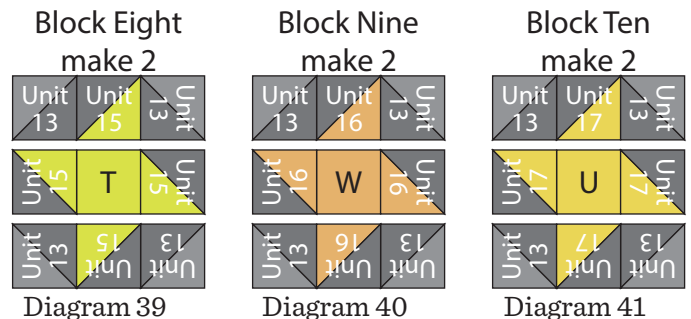 Block Eight
make 2
Unit
13
Unit
15
Unit
13
Unit
15
T
Unit
15
Unit
13
Unit
15
Unit
13
Diagram 39
Block Nine
make 2
Unit
13
Unit
16
Unit
13
Unit
16
W
Unit
16
Unit
13
Unit
16
Unit
13
Diagram 40
Block Ten
make 2
Unit
13
Unit
17
Unit
13
Unit
17
U
Unit
17
Unit
13
Unit
17
Unit
13
Diagram 41